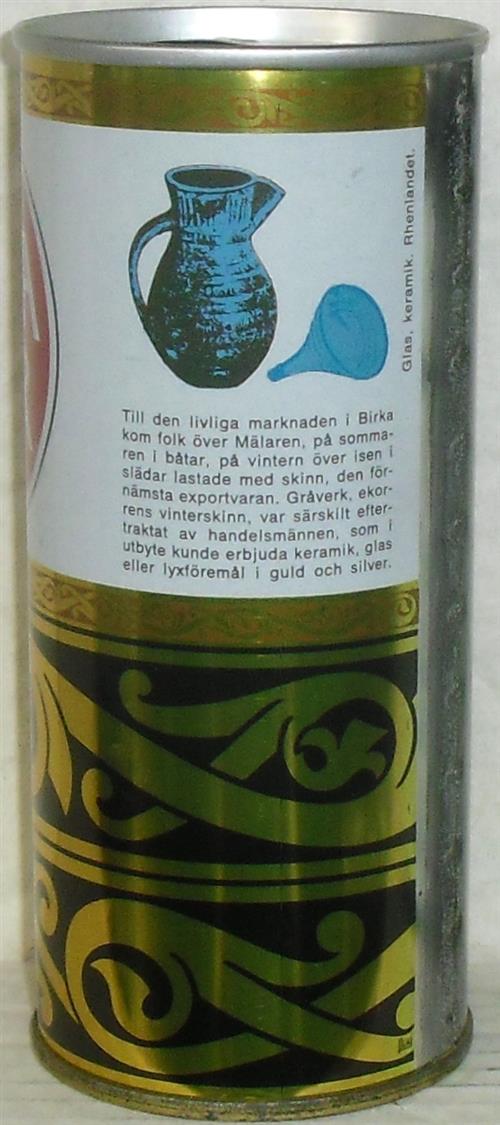 Glas, keramik. Rhenlandet.
Till den livliga marknaden i Birka
kom folk över Mälaren, på somma-
ren i båtar, på vintern över isen i
slädar lastade med skinn, den för-
nämsta exportvaran. Gråverk, ekor-
rens vinterskinn, var särskilt efter-
traktat av handelsmännen, som i
utbyte kunde erbjuda keramik, glas
eller lyxföremål i guld och silver.